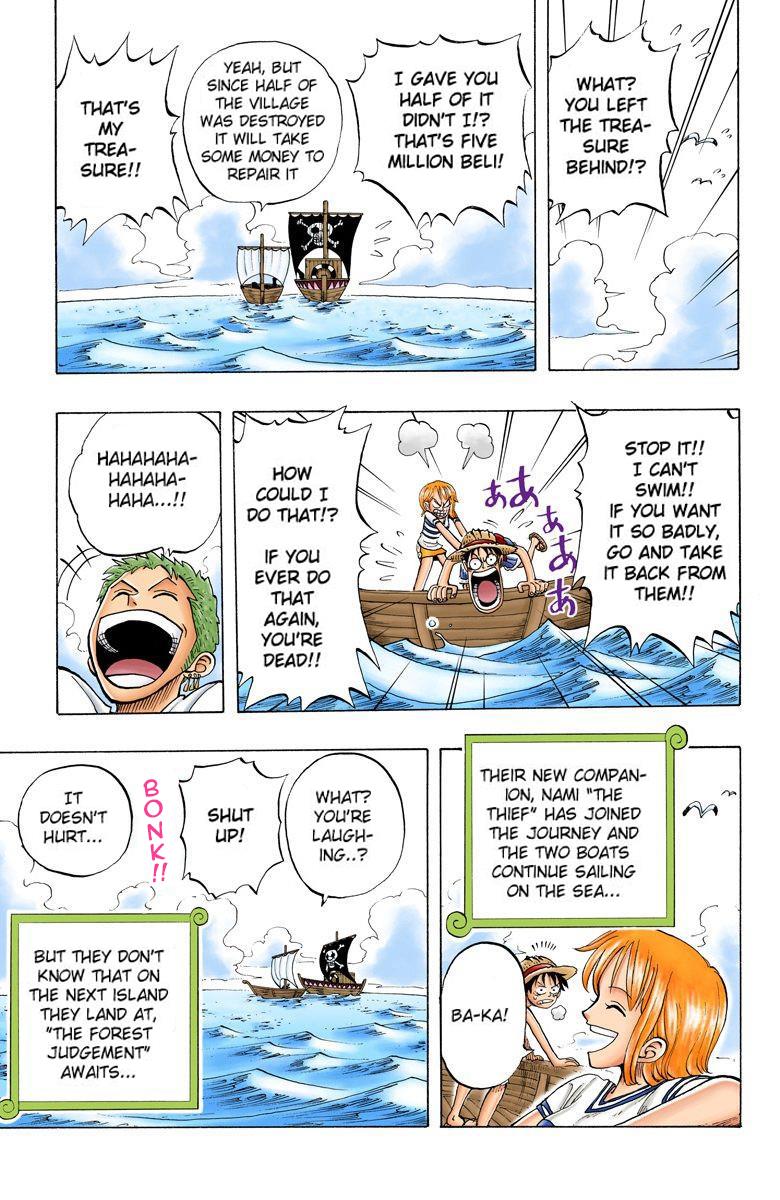 WHAT?
YOU LEFT
THE TREA-
SURE
BEHIND!?
I GAVE YOU
HALF OF IT
DIDN'T I!?
THAT'S FIVE
MILLION BELI!
YEAH, BUT
SINCE HALF OF
THE VILLAGE
WAS DESTROYED
IT WILL TAKE
SOME MONEY TO
REPAIR IT
THAT'S
MY
TREA-
SURE!!
STOP IT!!
I CAN'T
SWIM!!
IF YOU WANT
IT SO BADLY,
GO AND TAKE
IT BACK FROM
THEM!!
ああああぁ
HOW
COULD I
DO THAT!?
IF YOU
EVER DO
THAT
AGAIN,
YOU'RE
DEAD!!
HAHAHAHA-
HAHAHA-
HAHA...!!
THEIR NEW COMPAN-
ION, NAMI "THE
THIEF" HAS JOINED
THE JOURNEY AND
THE TWO BOATS
CONTINUE SAILING
ON THE SEA...
BA-KA!
WHAT?
YOU'RE
LAUGH-
ING..?
SHUT
UP!
BONK!!
IT
DOESN'T
HURT...
BUT THEY DON'T
KNOW THAT ON
THE NEXT ISLAND
THEY LAND AT,
"THE FOREST
JUDGEMENT"
AWAITS...